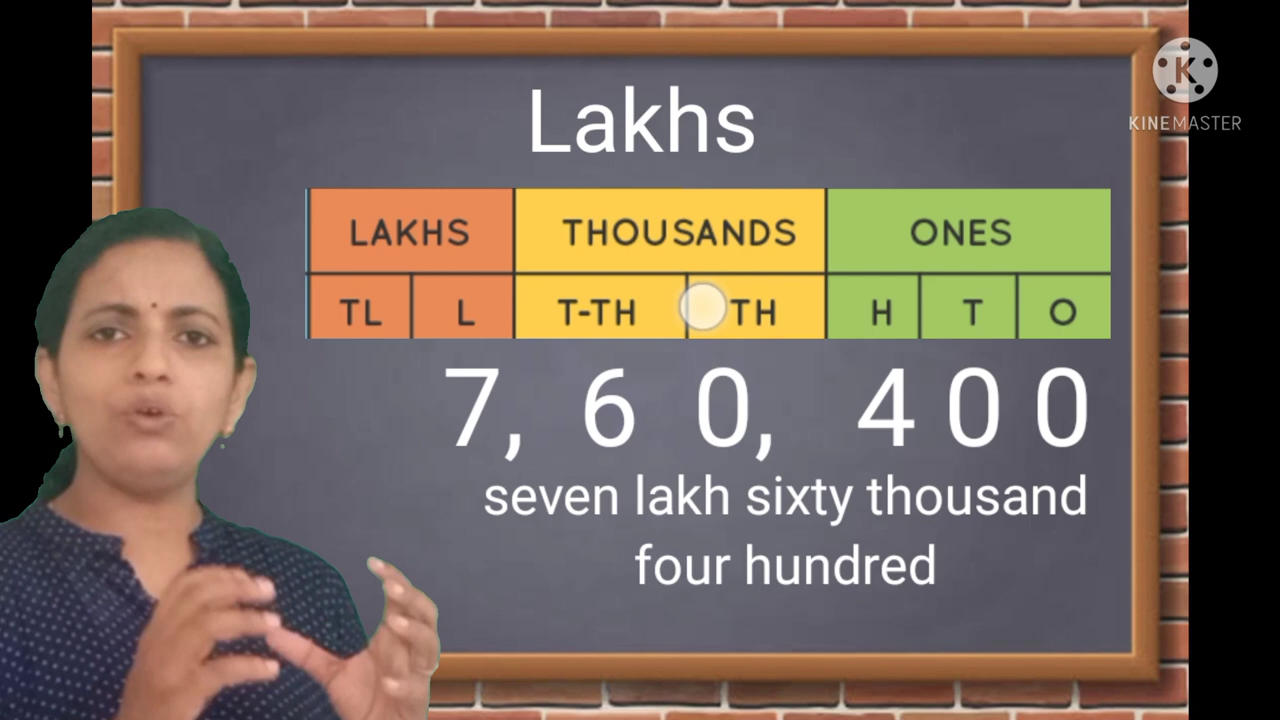 Lakhs
K
KINEMASTER
LAKHS THOUSANDS ONES
TL L T-TH TH H T O
7, 6 0, 4 0 0
seven lakh sixty thousand
four hundred